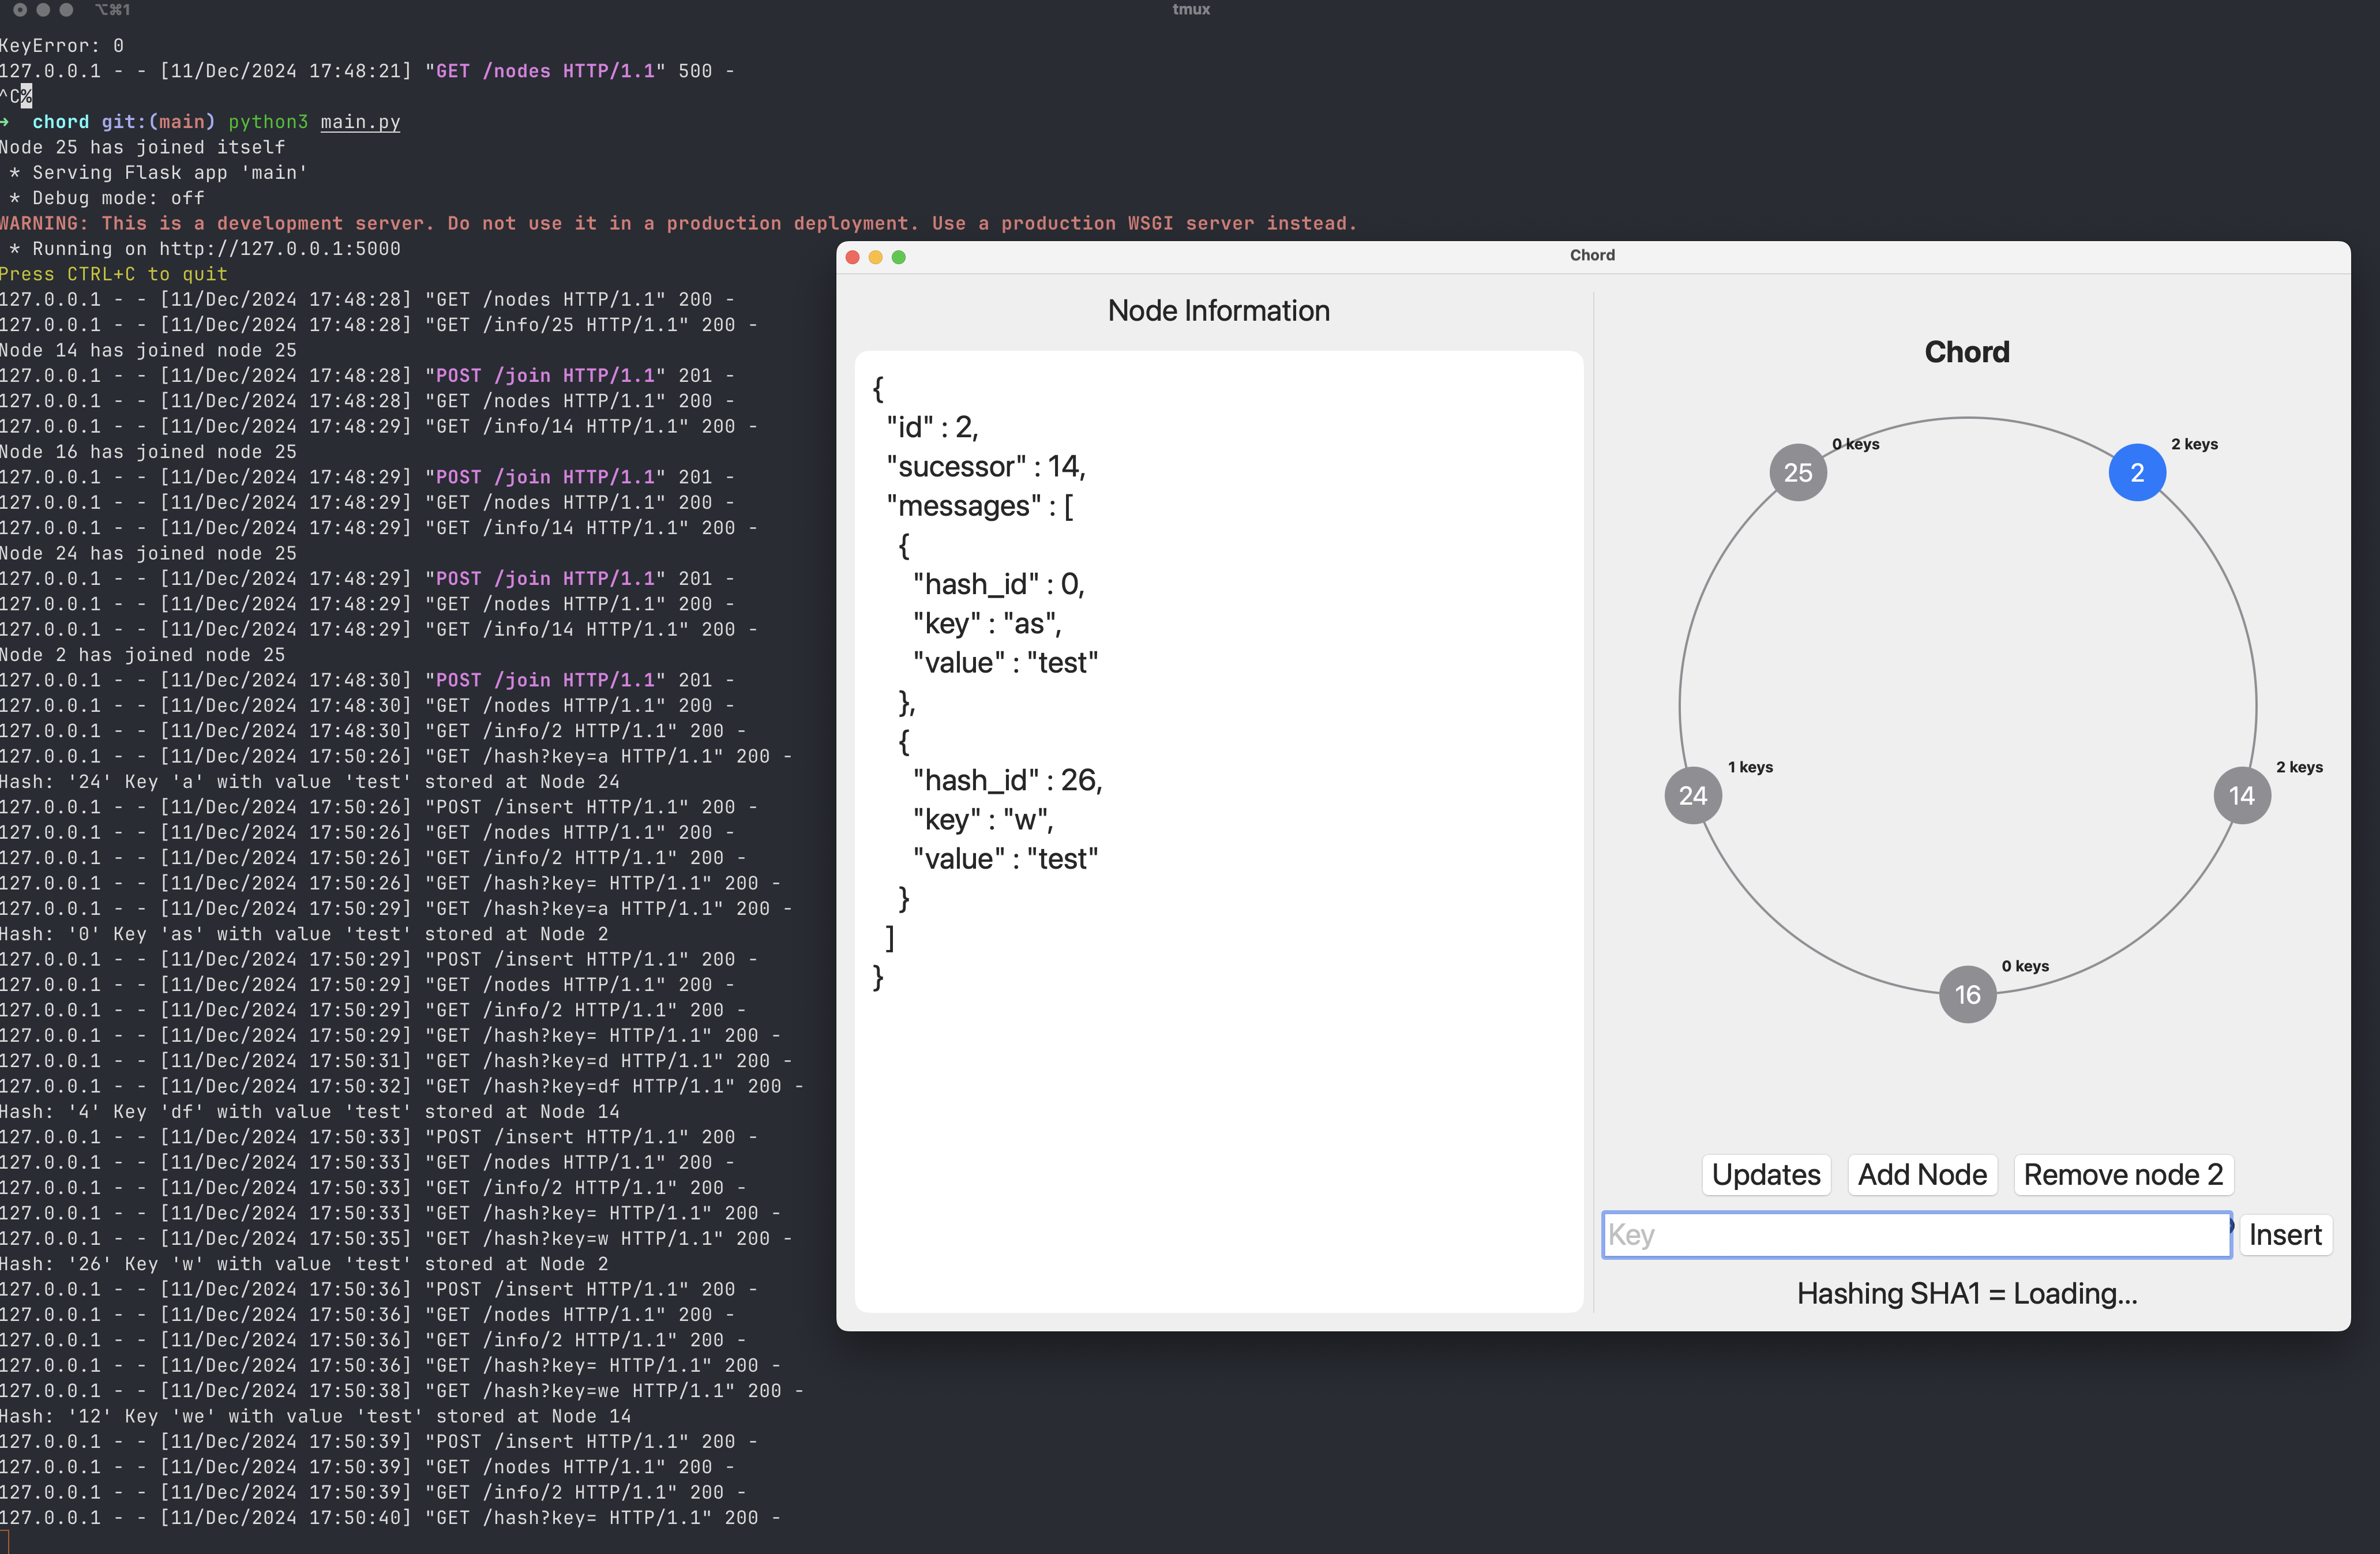 ⌥⌘1
tmux
KeyError: 0
127.0.0.1 - - [11/Dec/2024 17:48:21] "GET /nodes HTTP/1.1" 500 -
^C%
→ chord git:(main) python3 main.py
Node 25 has joined itself
* Serving Flask app 'main'
* Debug mode: off
WARNING: This is a development server. Do not use it in a production deployment. Use a production WSGI server instead.
* Running on http://127.0.0.1:5000
Press CTRL+C to quit
127.0.0.1 - - [11/Dec/2024 17:48:28] "GET /nodes HTTP/1.1" 200 -
127.0.0.1 - - [11/Dec/2024 17:48:28] "GET /info/25 HTTP/1.1" 200 -
Node 14 has joined node 25
127.0.0.1 - - [11/Dec/2024 17:48:28] "POST /join HTTP/1.1" 201 -
127.0.0.1 - - [11/Dec/2024 17:48:28] "GET /nodes HTTP/1.1" 200 -
127.0.0.1 - - [11/Dec/2024 17:48:29] "GET /info/14 HTTP/1.1" 200 -
Node 16 has joined node 25
127.0.0.1 - - [11/Dec/2024 17:48:29] "POST /join HTTP/1.1" 201 -
127.0.0.1 - - [11/Dec/2024 17:48:29] "GET /nodes HTTP/1.1" 200 -
127.0.0.1 - - [11/Dec/2024 17:48:29] "GET /info/14 HTTP/1.1" 200 -
Node 24 has joined node 25
127.0.0.1 - - [11/Dec/2024 17:48:29] "POST /join HTTP/1.1" 201 -
127.0.0.1 - - [11/Dec/2024 17:48:29] "GET /nodes HTTP/1.1" 200 -
127.0.0.1 - - [11/Dec/2024 17:48:29] "GET /info/14 HTTP/1.1" 200 -
Node 2 has joined node 25
127.0.0.1 - - [11/Dec/2024 17:48:30] "POST /join HTTP/1.1" 201 -
127.0.0.1 - - [11/Dec/2024 17:48:30] "GET /nodes HTTP/1.1" 200 -
127.0.0.1 - - [11/Dec/2024 17:48:30] "GET /info/2 HTTP/1.1" 200 -
127.0.0.1 - - [11/Dec/2024 17:50:26] "GET /hash?key=a HTTP/1.1" 200 -
Hash: '24' Key 'a' with value 'test' stored at Node 24
127.0.0.1 - - [11/Dec/2024 17:50:26] "POST /insert HTTP/1.1" 200 -
127.0.0.1 - - [11/Dec/2024 17:50:26] "GET /nodes HTTP/1.1" 200 -
127.0.0.1 - - [11/Dec/2024 17:50:26] "GET /info/2 HTTP/1.1" 200 -
127.0.0.1 - - [11/Dec/2024 17:50:26] "GET /hash?key= HTTP/1.1" 200 -
127.0.0.1 - - [11/Dec/2024 17:50:29] "GET /hash?key=a HTTP/1.1" 200 -
Hash: '0' Key 'as' with value 'test' stored at Node 2
127.0.0.1 - - [11/Dec/2024 17:50:29] "POST /insert HTTP/1.1" 200 -
127.0.0.1 - - [11/Dec/2024 17:50:29] "GET /nodes HTTP/1.1" 200 -
127.0.0.1 - - [11/Dec/2024 17:50:29] "GET /info/2 HTTP/1.1" 200 -
127.0.0.1 - - [11/Dec/2024 17:50:29] "GET /hash?key= HTTP/1.1" 200 -
127.0.0.1 - - [11/Dec/2024 17:50:31] "GET /hash?key=d HTTP/1.1" 200 -
127.0.0.1 - - [11/Dec/2024 17:50:32] "GET /hash?key=df HTTP/1.1" 200 -
Hash: '4' Key 'df' with value 'test' stored at Node 14
127.0.0.1 - - [11/Dec/2024 17:50:33] "POST /insert HTTP/1.1" 200 -
127.0.0.1 - - [11/Dec/2024 17:50:33] "GET /nodes HTTP/1.1" 200 -
127.0.0.1 - - [11/Dec/2024 17:50:33] "GET /info/2 HTTP/1.1" 200 -
127.0.0.1 - - [11/Dec/2024 17:50:33] "GET /hash?key= HTTP/1.1" 200 -
127.0.0.1 - - [11/Dec/2024 17:50:35] "GET /hash?key=w HTTP/1.1" 200 -
Hash: '26' Key 'w' with value 'test' stored at Node 2
127.0.0.1 - - [11/Dec/2024 17:50:36] "POST /insert HTTP/1.1" 200 -
127.0.0.1 - - [11/Dec/2024 17:50:36] "GET /nodes HTTP/1.1" 200 -
127.0.0.1 - - [11/Dec/2024 17:50:36] "GET /info/2 HTTP/1.1" 200 -
127.0.0.1 - - [11/Dec/2024 17:50:36] "GET /hash?key= HTTP/1.1" 200 -
127.0.0.1 - - [11/Dec/2024 17:50:38] "GET /hash?key=we HTTP/1.1" 200 -
Hash: '12' Key 'we' with value 'test' stored at Node 14
127.0.0.1 - - [11/Dec/2024 17:50:39] "POST /insert HTTP/1.1" 200 -
127.0.0.1 - - [11/Dec/2024 17:50:39] "GET /nodes HTTP/1.1" 200 -
127.0.0.1 - - [11/Dec/2024 17:50:39] "GET /info/2 HTTP/1.1" 200 -
127.0.0.1 - - [11/Dec/2024 17:50:40] "GET /hash?key= HTTP/1.1" 200 -
Chord
Node Information
{
"id" : 2,
"sucessor" : 14,
"messages" : [
{
"hash_id" : 0,
"key" : "as",
"value" : "test"
},
{
"hash_id" : 26,
"key" : "w",
"value" : "test"
}
]
}
Chord
25
0 keys
2
2 keys
24
1 keys
14
2 keys
16
0 keys
Updates
Add Node
Remove node 2
Key
Insert
Hashing SHA1 = Loading...